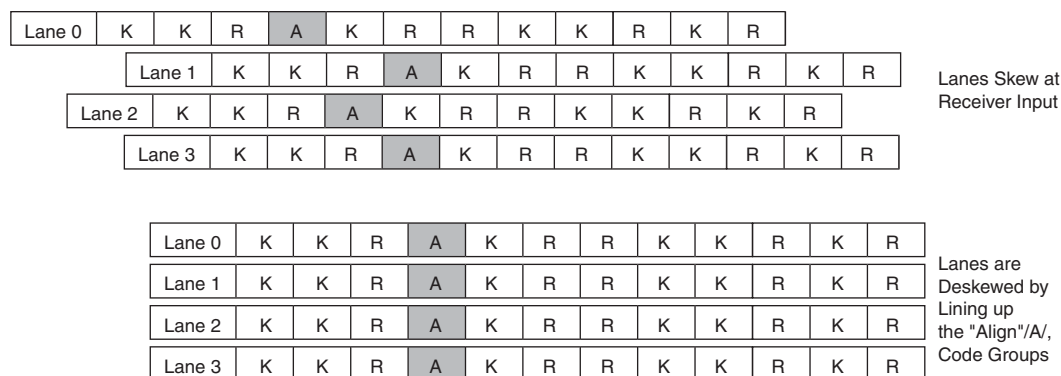 Lane 0 K K R A K R R K K R K R
Lane 1 K K R A K R R K K R K R
Lane 2 K K R A K R R K K R K R
Lane 3 K K R A K R R K K R K R
Lanes Skew at
Receiver Input
Lane 0 K K R A K R R K K R K R
Lane 1 K K R A K R R K K R K R
Lane 2 K K R A K R R K K R K R
Lane 3 K K R A K R R K K R K R
Lanes are
Deskewed by
Lining up
the "Align"/A/,
Code Groups